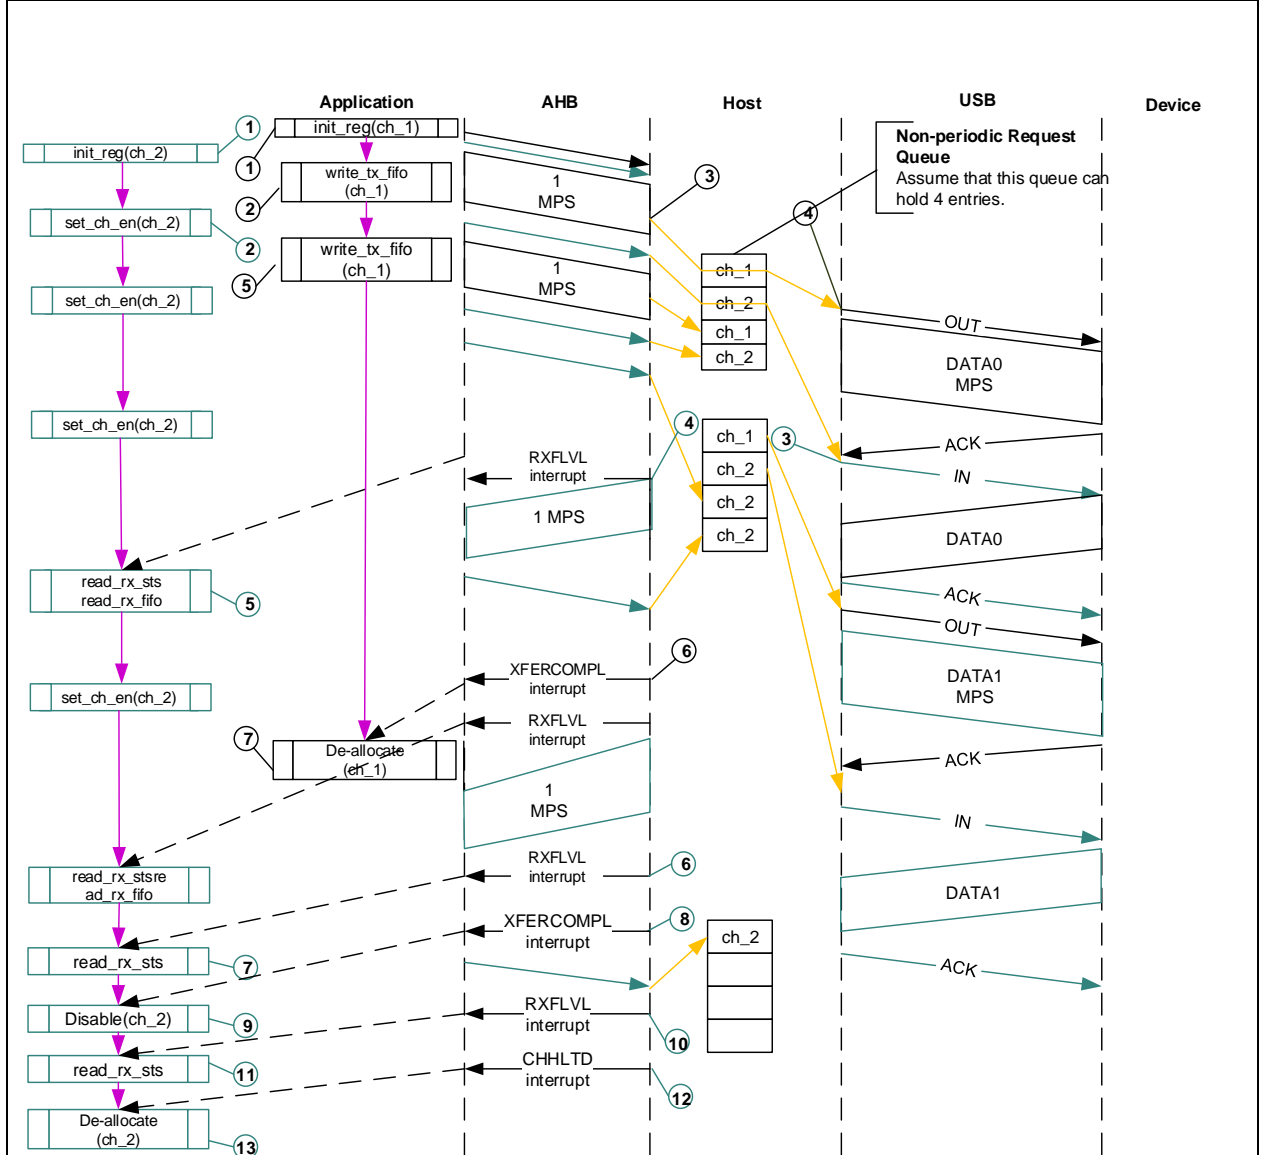 Application
AHB
Host
USB
Device
1
init_reg(ch_1)
init_reg(ch_2)
1
Non-periodic Request
Queue
Assume that this queue can
hold 4 entries.
write_tx_fifo
(ch_1)
2
1
MPS
3
4
set_ch_en(ch_2)
2
write_tx_fifo
(ch_1)
5
1
MPS
ch_1
ch_2
ch_1
ch_2
set_ch_en(ch_2)
OUT
DATA0
MPS
set_ch_en(ch_2)
4
ch_1
ch_2
ch_2
ch_2
3
ACK
IN
RXFLVL
interrupt
1 MPS
DATA0
read_rx_sts
read_rx_fifo
5
ACK
OUT
6
XFERCOMPL
interrupt
set_ch_en(ch_2)
DATA1
MPS
RXFLVL
interrupt
7
De-allocate
(ch_1)
ACK
1
MPS
IN
read_rx_stsre
ad_rx_fifo
RXFLVL
interrupt
6
DATA1
XFERCOMPL
interrupt
8
ch_2
read_rx_sts
7
ACK
Disable(ch_2)
9
RXFLVL
interrupt
10
read_rx_sts
11
CHHLTD
interrupt
12
De-allocate
(ch_2)
13